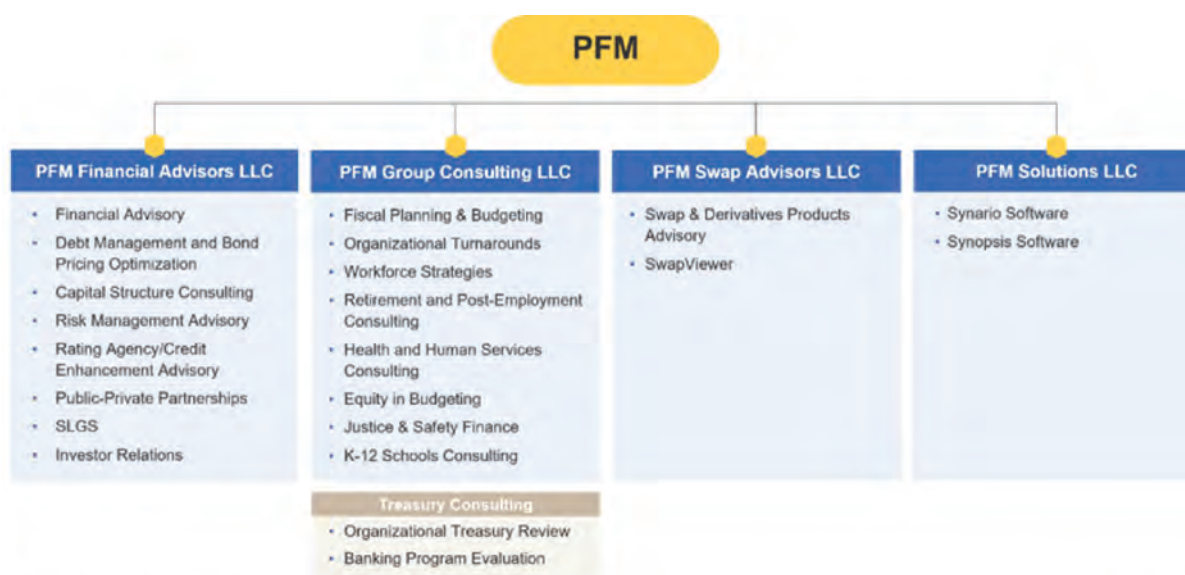 PFM
PFM Financial Advisors LLC
• Financial Advisory
• Debt Management and Bond
Pricing Optimization
• Capital Structure Consulting
• Risk Management Advisory
• Rating Agency/Credit
Enhancement Advisory
• Public-Private Partnerships
• SLGS
• Investor Relations
PFM Group Consulting LLC
• Fiscal Planning & Budgeting
• Organizational Turnarounds
• Workforce Strategies
• Retirement and Post-Employment
Consulting
• Health and Human Services
Consulting
• Equity in Budgeting
• Justice & Safety Finance
• K-12 Schools Consulting
Treasury Consulting
• Organizational Treasury Review
• Banking Program Evaluation
PFM Swap Advisors LLC
• Swap & Derivatives Products
Advisory
• SwapViewer
PFM Solutions LLC
• Synario Software
• Synopsis Software